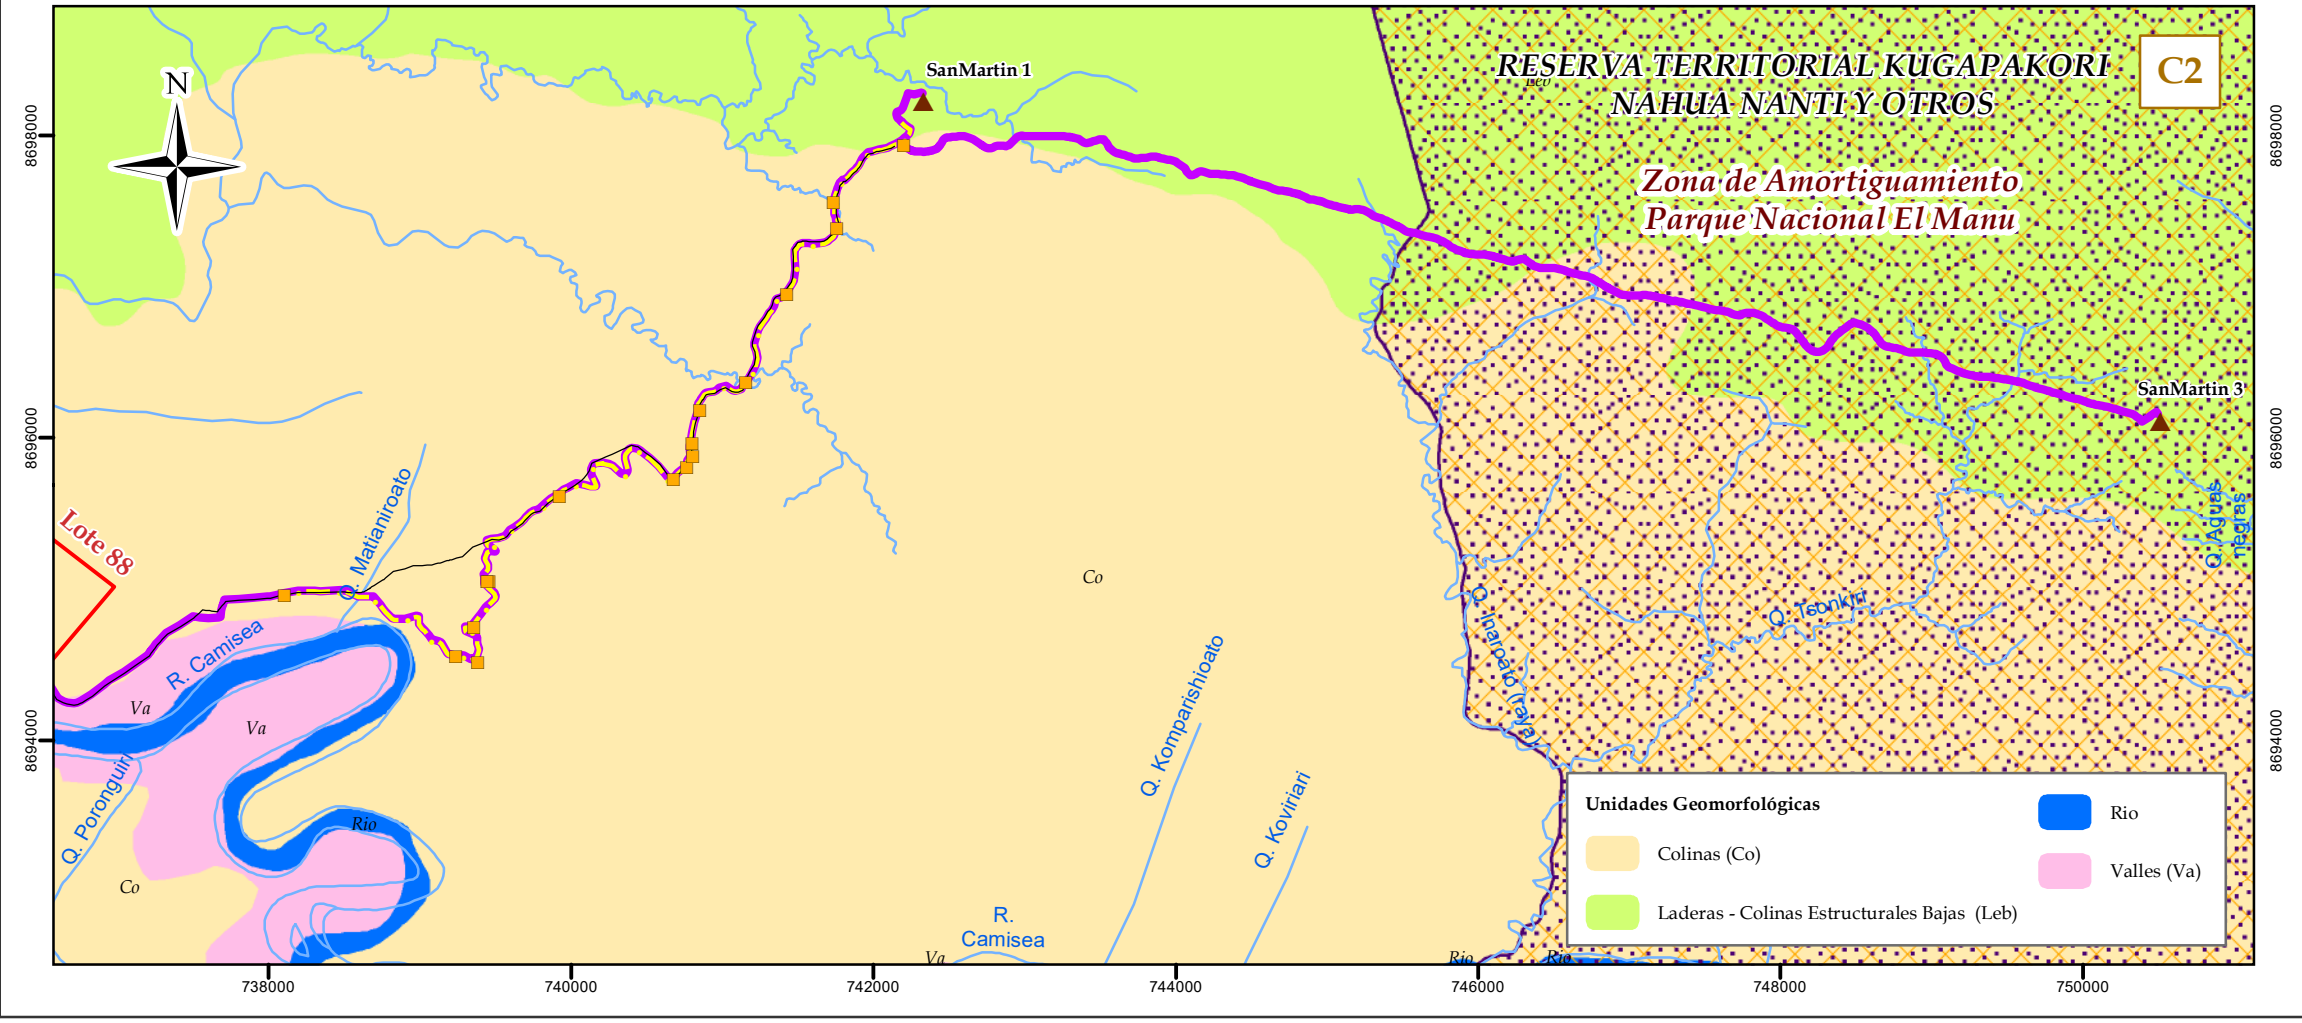 N
SanMartin 1
RESERVA TERRITORIAL KUGAPAKORI
NAHUA NANTI Y OTROS
Leo
C2
Zona de Amortiguamiento
Parque Nacional El Manu
8698000
8698000
SanMartin 3
8696000
8696000
Lote 88
Q. Matianiroato
Q. Aguas
negras
Co
R. Camisea
Q. Inaroato (raya)
Q. Tsonkiri
Va
Va
Q. Komparishioato
8694000
8694000
Q. Poronguiri
Rio
Q. Koviriari
Co
R.
Camisea
Va
Rio
Rio
Unidades Geomorfológicas
Colinas (Co)
Laderas - Colinas Estructurales Bajas (Leb)
Rio
Valles (Va)
738000
740000
742000
744000
746000
748000
750000